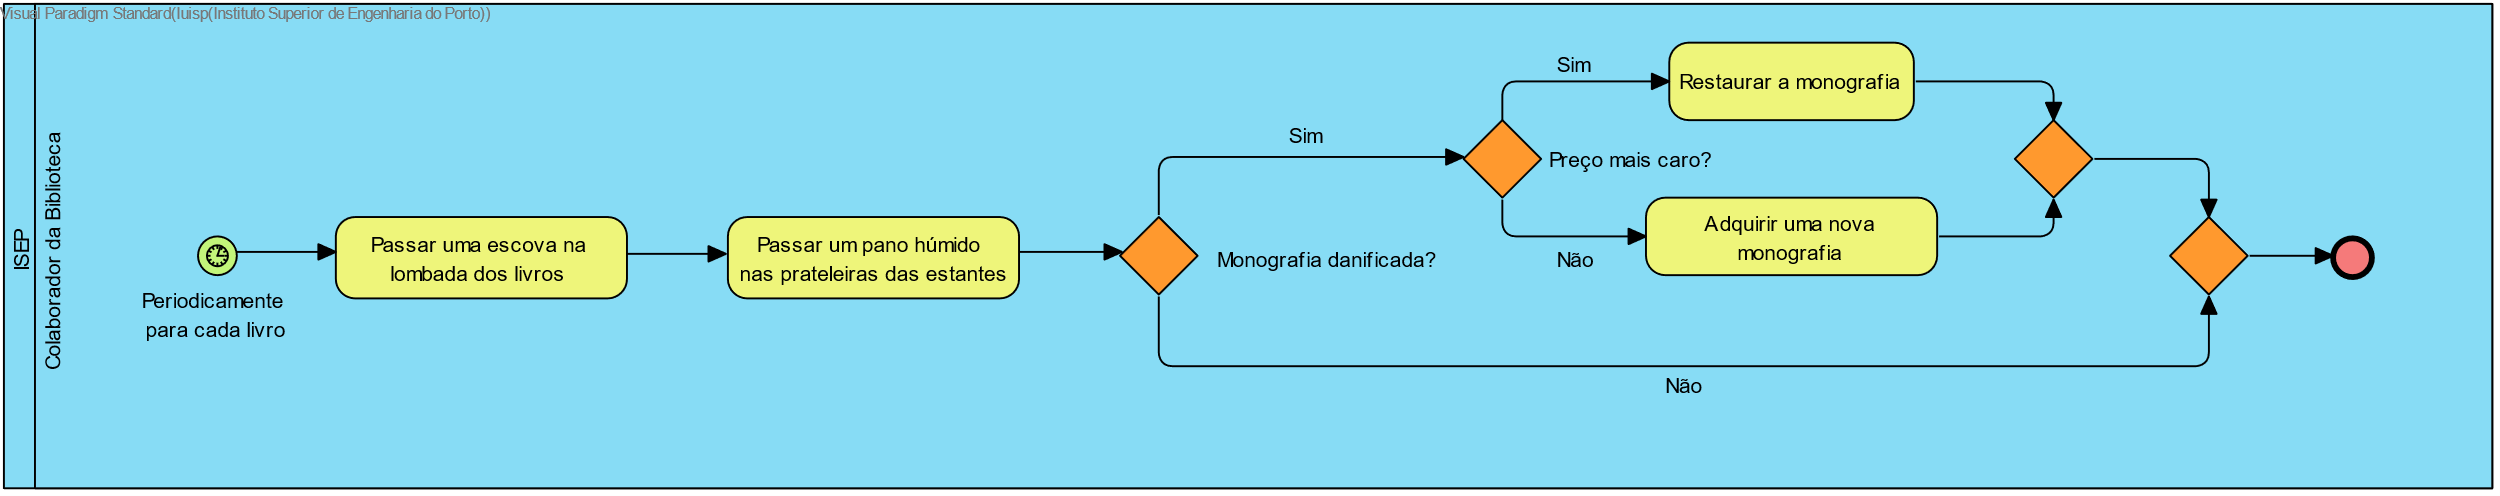 Visual Paradigm Standard(luisp(Instituto Superior de Engenharia do Porto))
ISEP
Colaborador da Biblioteca
Periodicamente
para cada livro
Passar uma escova na
lombada dos livros
Passar um pano húmido
nas prateleiras das estantes
Monografia danificada?
Sim
Não
Preço mais caro?
Sim
Restaurar a monografia
Não
Adquirir uma nova
monografia